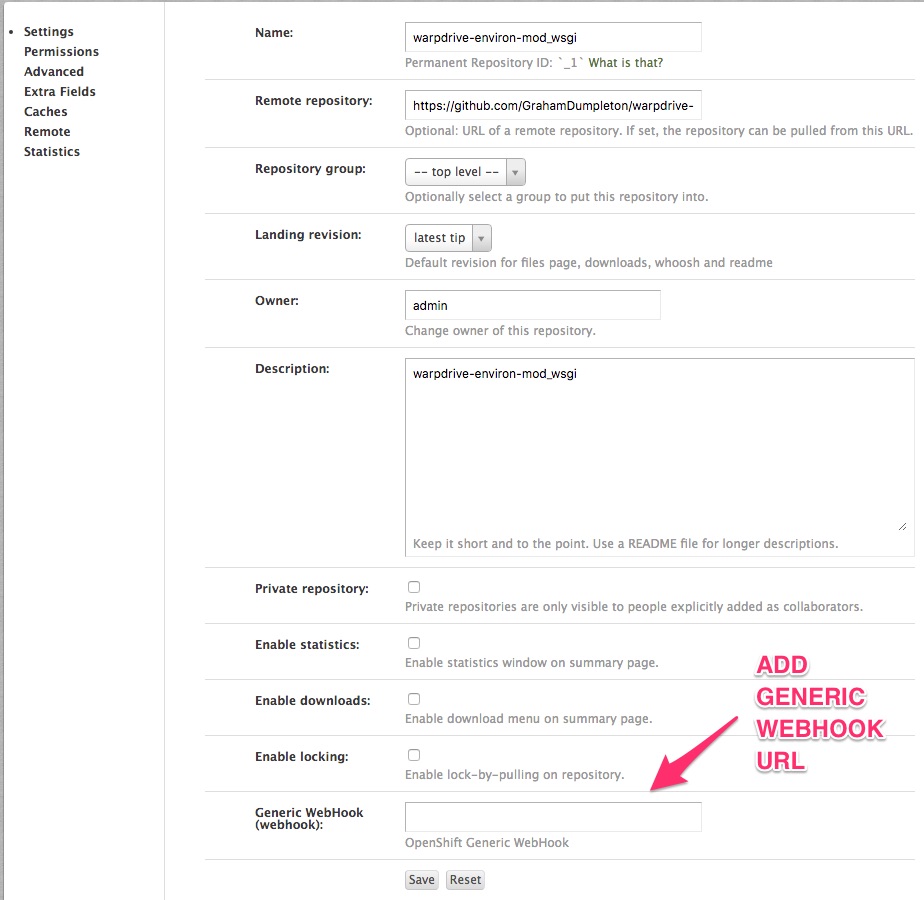 Settings
Permissions
Advanced
Extra Fields
Caches
Remote
Statistics
Name:
warpdrive-environ-mod_wsgi
Permanent Repository ID: `_1` What is that?
Remote repository:
https://github.com/GrahamDumpleton/warpdrive-
Optional: URL of a remote repository. If set, the repository can be pulled from this URL.
Repository group:
-- top level --
Optionally select a group to put this repository into.
Landing revision:
latest tip
Default revision for files page, downloads, whoosh and readme
Owner:
admin
Change owner of this repository.
Description:
warpdrive-environ-mod_wsgi
Keep it short and to the point. Use a README file for longer descriptions.
Private repository:
Private repositories are only visible to people explicitly added as collaborators.
Enable statistics:
Enable statistics window on summary page.
Enable downloads:
Enable download menu on summary page.
Enable locking:
Enable lock-by-pulling on repository.
ADD
GENERIC
WEBHOOK
URL
Generic WebHook
(webhook):
OpenShift Generic WebHook
Save Reset